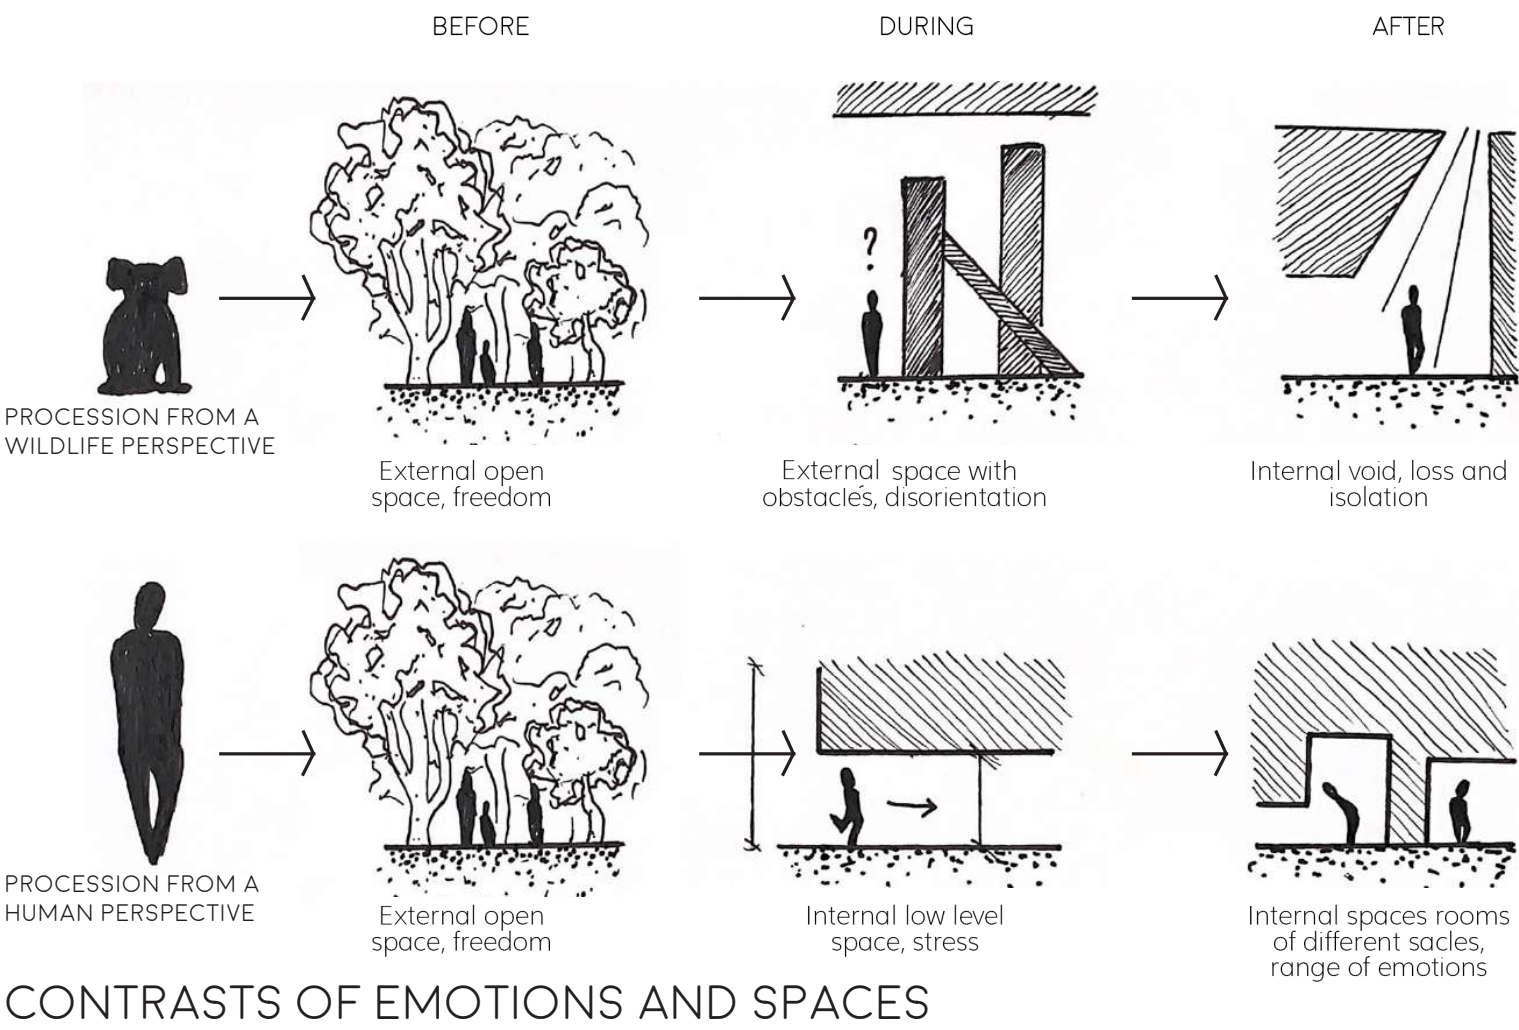 BEFORE
DURING
AFTER
?
PROCESSION FROM A
WILDLIFE PERSPECTIVE
External open
space, freedom
External space with
obstacles, disorientation
Internal void, loss and
isolation
PROCESSION FROM A
HUMAN PERSPECTIVE
External open
space, freedom
Internal low level
space, stress
Internal spaces rooms
of different sacles,
range of emotions
CONTRASTS OF EMOTIONS AND SPACES